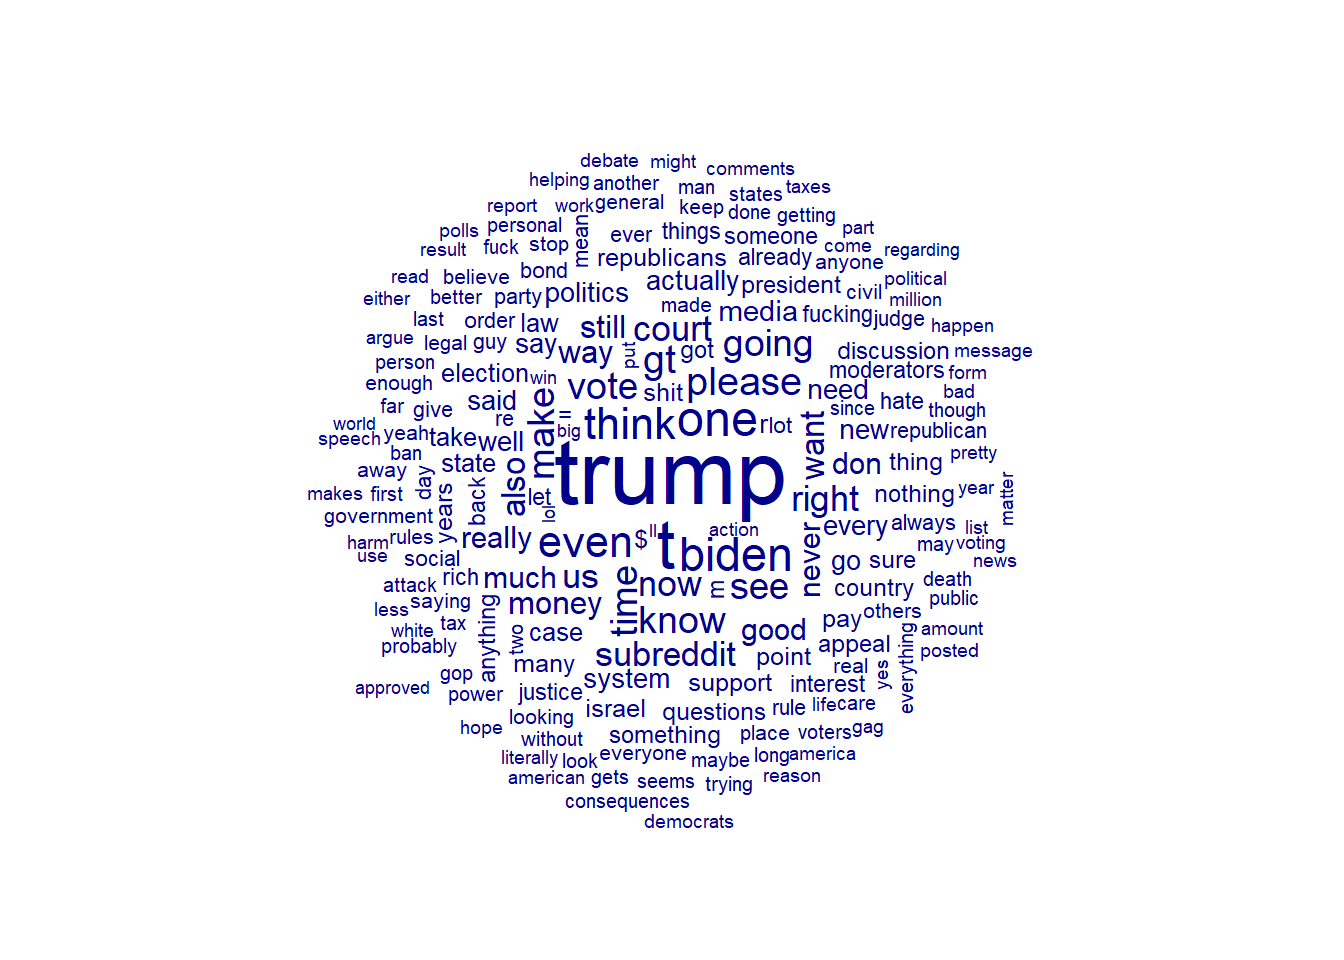 debate might comments
helping another man states taxes
report work general keep done getting
polls personal mean ever things someone part
result fuck stop republicans already come regarding
read believe bond actually president anyone political
either better party politics made media civil million
last order law still court fucking judge happen
argue legal guy say way put gt got going discussion message
person election win vote shit please need moderators form
enough said make think one since hate bad
far give re = big rlot want new though
world yeah take well republican
speech ban state also let trump don thing pretty
away day back right nothing year matter
makes first years lol
government really even $ ll t action biden never every always list
harm rules may voting
use social much us time now m see go sure news
attack rich money know country death
less saying anything two case good pay others public
white tax subreddit point appeal everything amount
probably many system support interest real yes posted
gop power justice
approved israel questions rule life care
hope looking something place voters gag
without everyone maybe long america
literally look
american gets seems trying reason
consequences
democrats